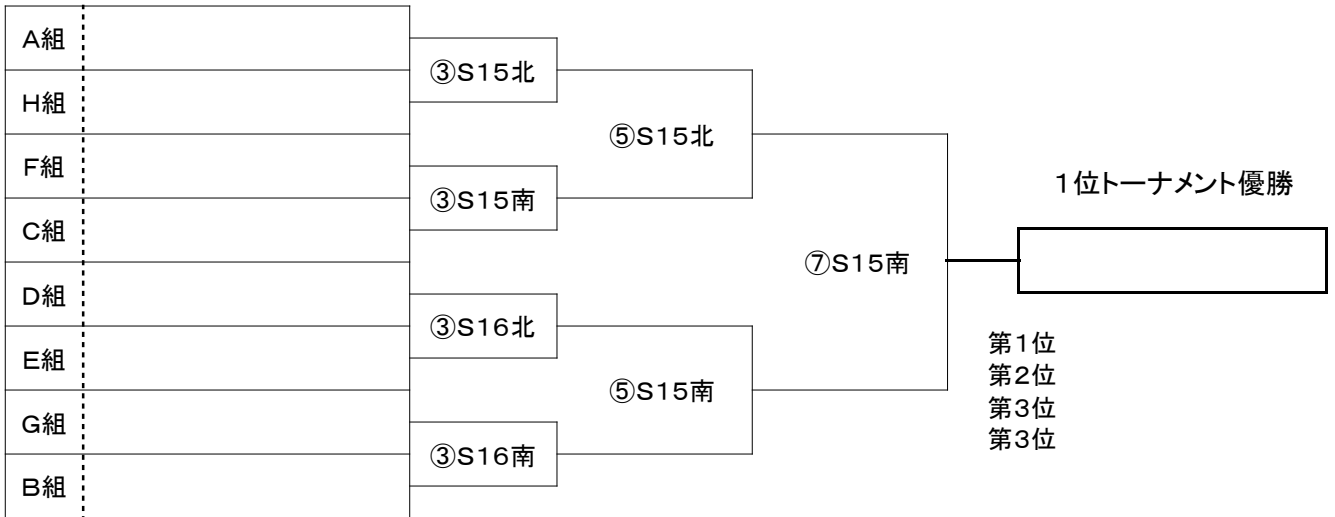 A組
③S15北
H組
⑤S15北
F組
1位トーナメント優勝
③S15南
C組
⑦S15南
D組
③S16北
第1位
E組
第2位
⑤S15南
第3位
G組
第3位
③S16南
B組